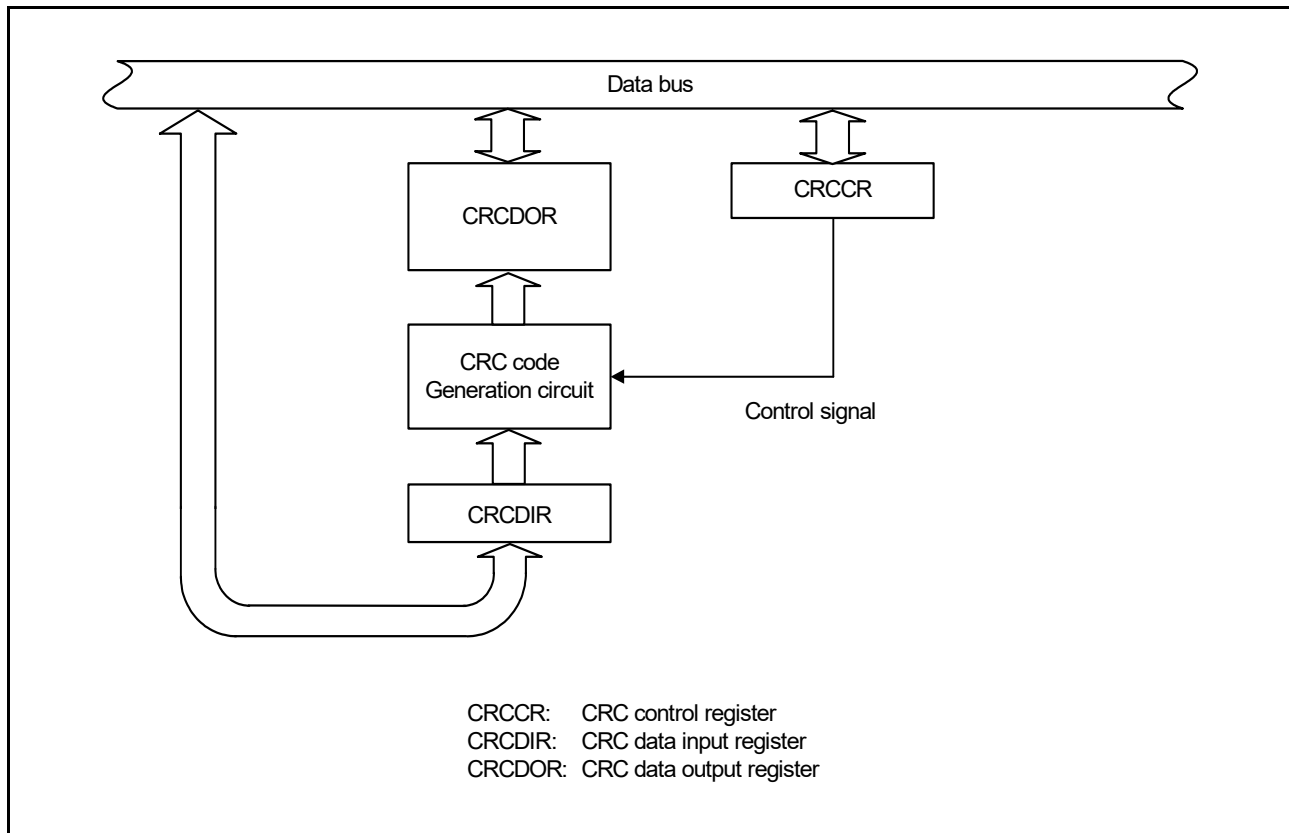 Data bus
CRCDOR
CRCCR
CRC code
Generation circuit
Control signal
CRCDIR
CRCCR: CRC control register
CRCDIR: CRC data input register
CRCDOR: CRC data output register